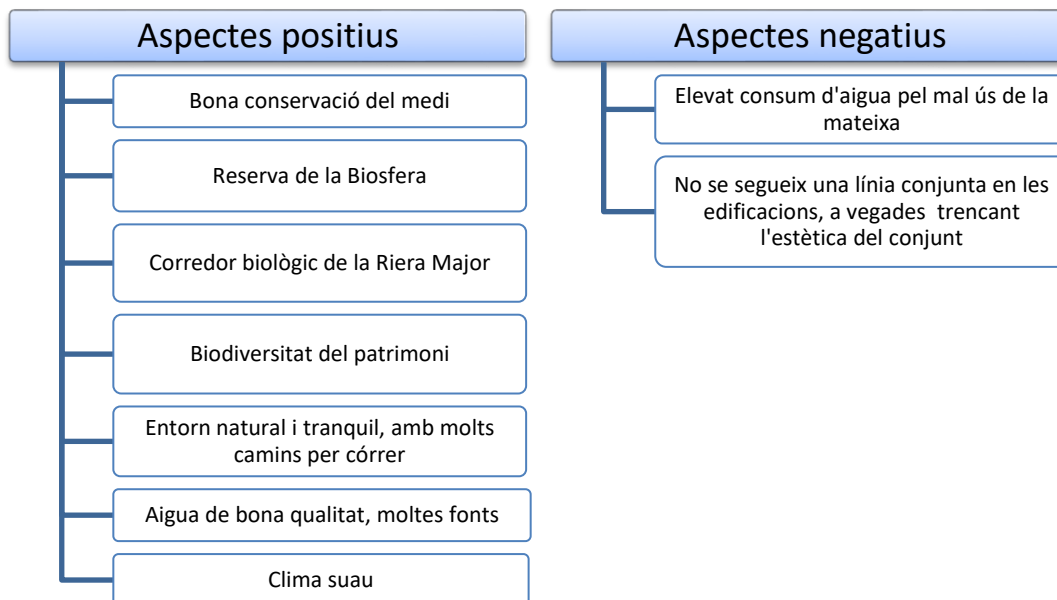 Aspectes positius
Bona conservació del medi
Reserva de la Biosfera
Corredor biològic de la Riera Major
Biodiversitat del patrimoni
Entorn natural i tranquil, amb molts
camins per córrer
Aigua de bona qualitat, moltes fonts
Clima suau
Aspectes negatius
Elevat consum d'aigua pel mal ús de la
mateixa
No se segueix una línia conjunta en les
edificacions, a vegades trencant
l'estètica del conjunt